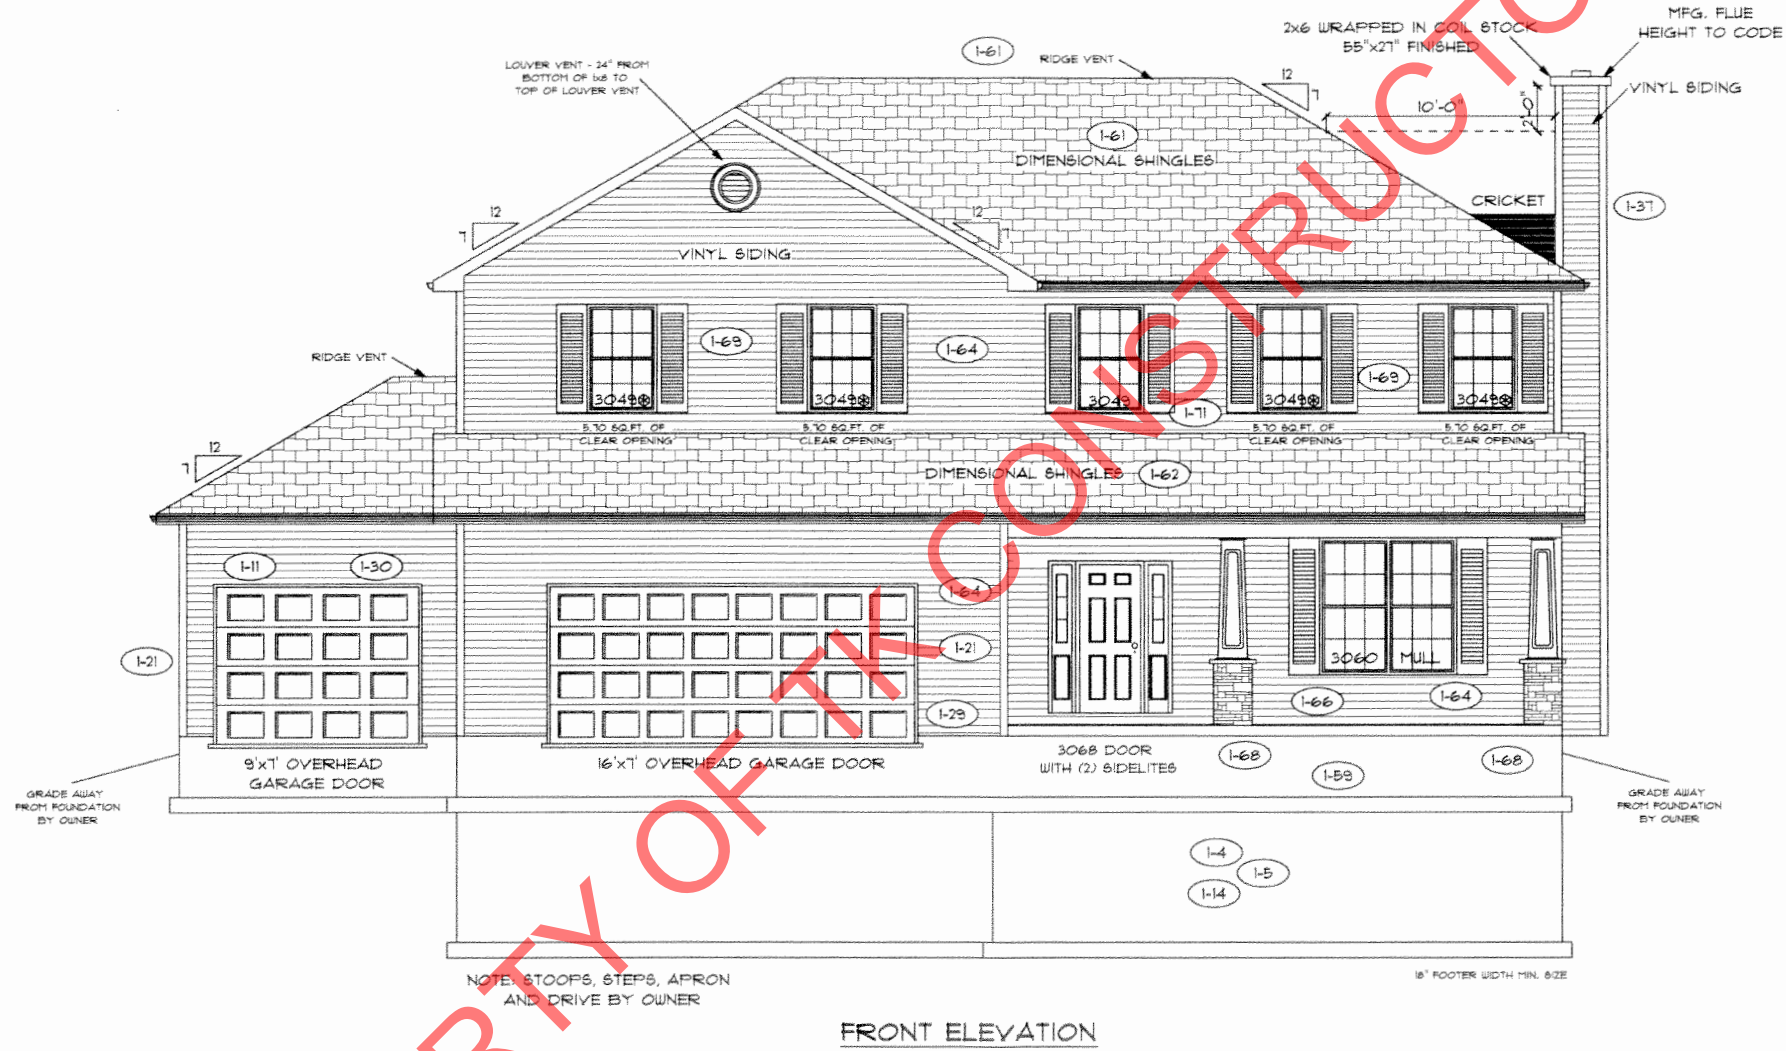 MFG. FLUE
HEIGHT TO CODE
2x6 WRAPPED IN COIL STOCK
55"x27" FINISHED
1-61
RIDGE VENT
LOUVER VENT - 24" FROM
BOTTOM OF 1x8 TO
TOP OF LOUVER VENT
12
7
VINYL SIDING
10'-0"
2'-0"
1-61
DIMENSIONAL SHINGLES
CRICKET
1-37
12
7
12
7
VINYL SIDING
1-69
1-64
1-69
RIDGE VENT
3049
3049
3049
3049
3049
1-71
5.70 SQ.FT. OF
CLEAR OPENING
5.70 SQ.FT. OF
CLEAR OPENING
5.70 SQ.FT. OF
CLEAR OPENING
5.70 SQ.FT. OF
CLEAR OPENING
12
7
DIMENSIONAL SHINGLES
1-62
1-11
1-30
1-64
1-21
1-21
3060 MULL
1-66
1-64
1-29
9'x7' OVERHEAD
GARAGE DOOR
16'x7' OVERHEAD GARAGE DOOR
3068 DOOR
WITH (2) SIDELITES
1-68
1-68
1-59
GRADE AWAY
FROM FOUNDATION
BY OWNER
GRADE AWAY
FROM FOUNDATION
BY OWNER
1-4
1-5
1-14
NOTE: STOOPS, STEPS, APRON
AND DRIVE BY OWNER
18" FOOTER WIDTH MIN. SIZE
FRONT ELEVATION
RTY OF TK CONSTRUCTO